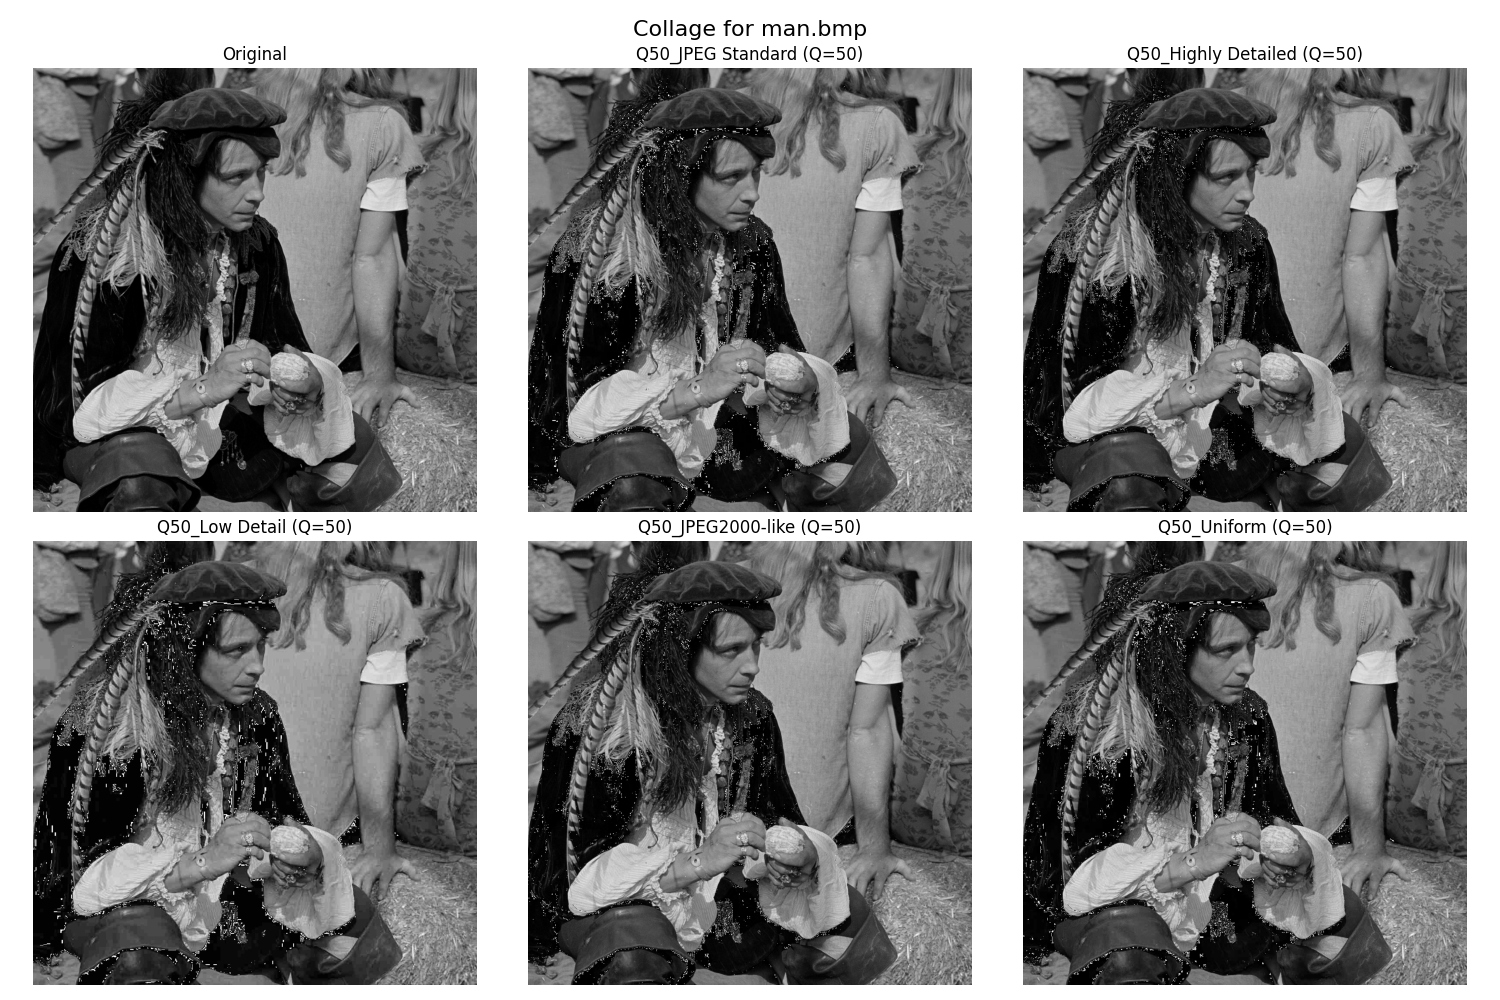 Collage for man.bmp
Original
Q50_JPEG Standard (Q=50)
Q50_Highly Detailed (Q=50)
Q50_Low Detail (Q=50)
Q50_JPEG2000-like (Q=50)
Q50_Uniform (Q=50)